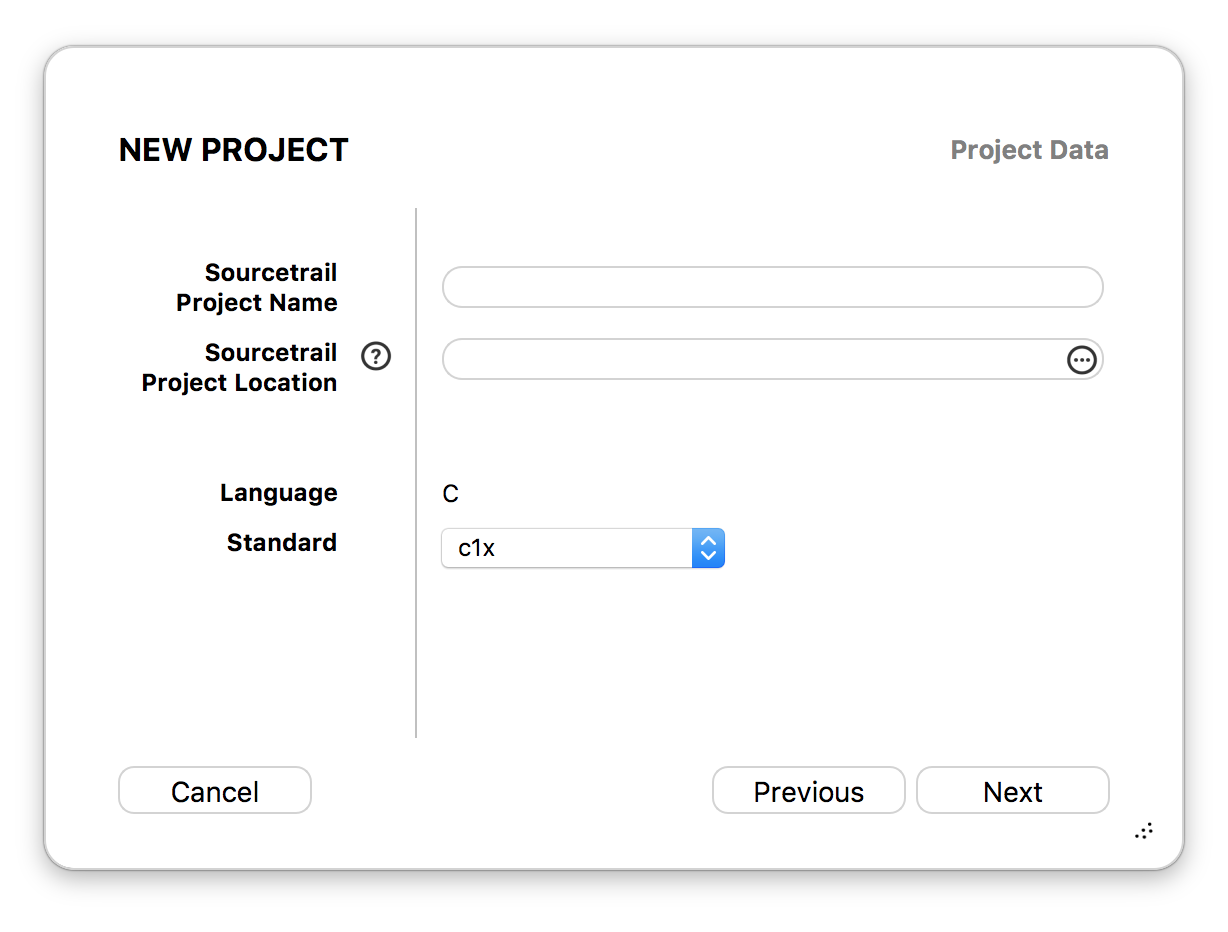 NEW PROJECT
Project Data
Sourcetrail
Project Name
Sourcetrail
Project Location
?
Language
C
Standard
c1x
Cancel
Previous
Next